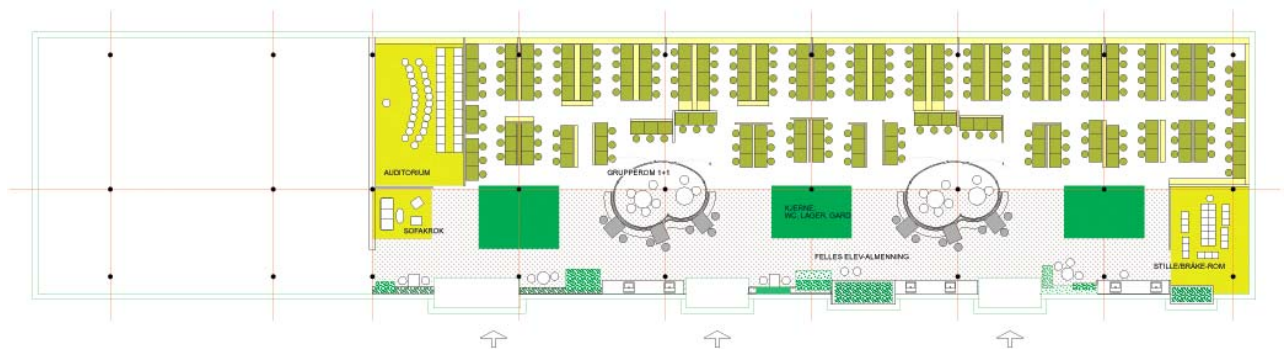 AUDITORIUM
GRUPPEROM 1+1
KJERNE
WC, LAGER, GARD
SOFAKROK
FELLES ELEV-ALMENNING
STILLE/BRÅKE-ROM